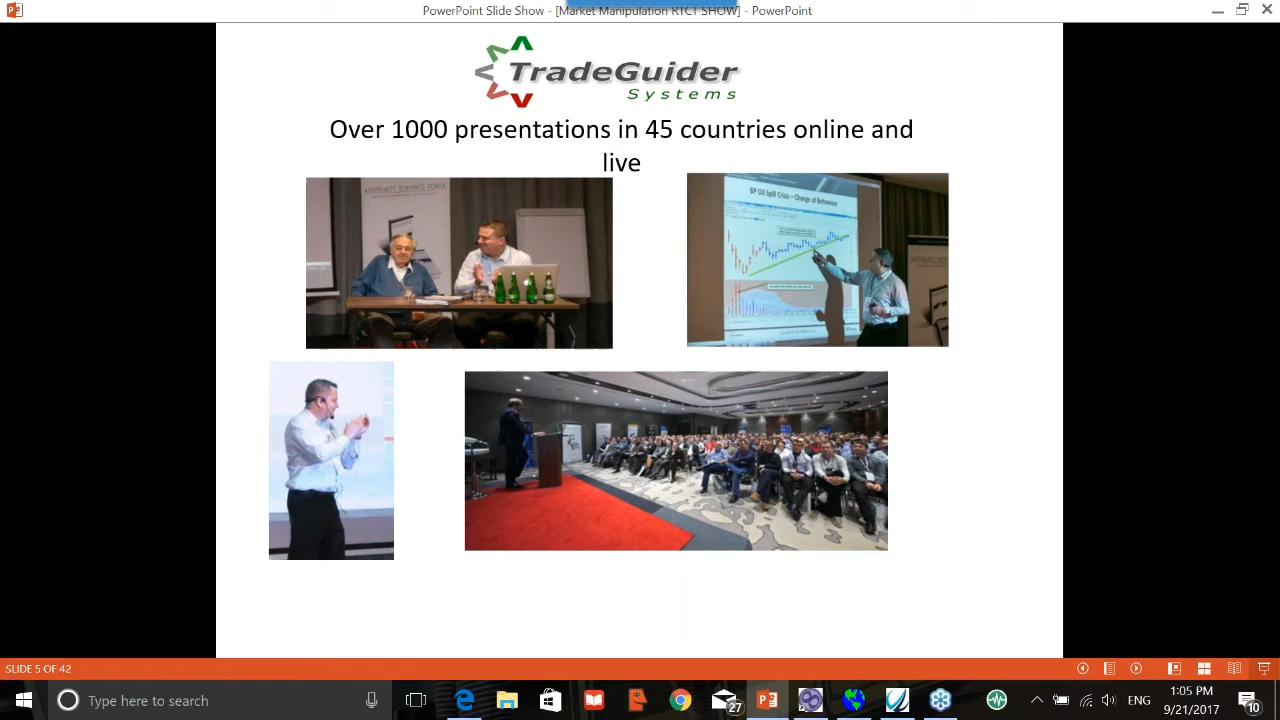 PowerPoint Slide Show - [Market Manipulation RTCT SHOW] - PowerPoint
TradeGuider
Systems
Over 1000 presentations in 45 countries online and
live
BP Oil Spill Crisis – Change of Behaviour
SLIDE 5 OF 42
Type here to search
27
ENG
PM
9/21/2017
10